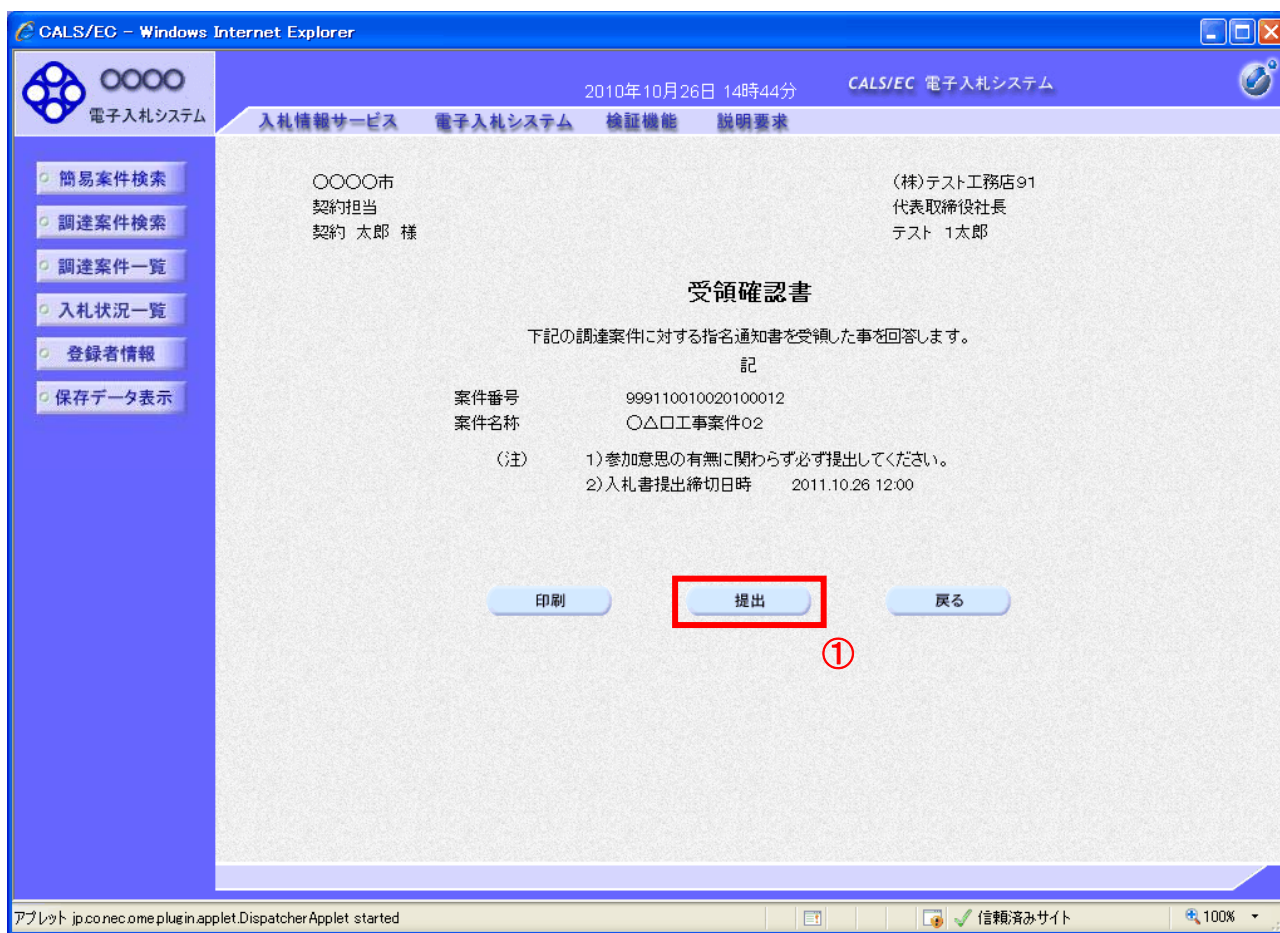 CALS/EC - Windows Internet Explorer
〇〇〇〇
電子入札システム
2010年10月26日 14時44分
CALS/EC 電子入札システム
入札情報サービス 電子入札システム 検証機能 説明要求
簡易案件検索
調達案件検索
調達案件一覧
入札状況一覧
登録者情報
保存データ表示
〇〇〇〇市
契約担当
契約 太郎 様
(株)テスト工務店91
代表取締役社長
テスト 1太郎
受領確認書
下記の調達案件に対する指名通知書を受領した事を回答します。
記
案件番号 999110010020100012
案件名称 〇△口工事案件02
(注) 1)参加意思の有無に関わらず必ず提出してください。
2)入札書提出締切日時 2011.10.26 12:00
印刷 提出 戻る
①
アプレット jp.co.nec.ome.plugin.applet.DispatcherApplet started
信頼済みサイト
100%